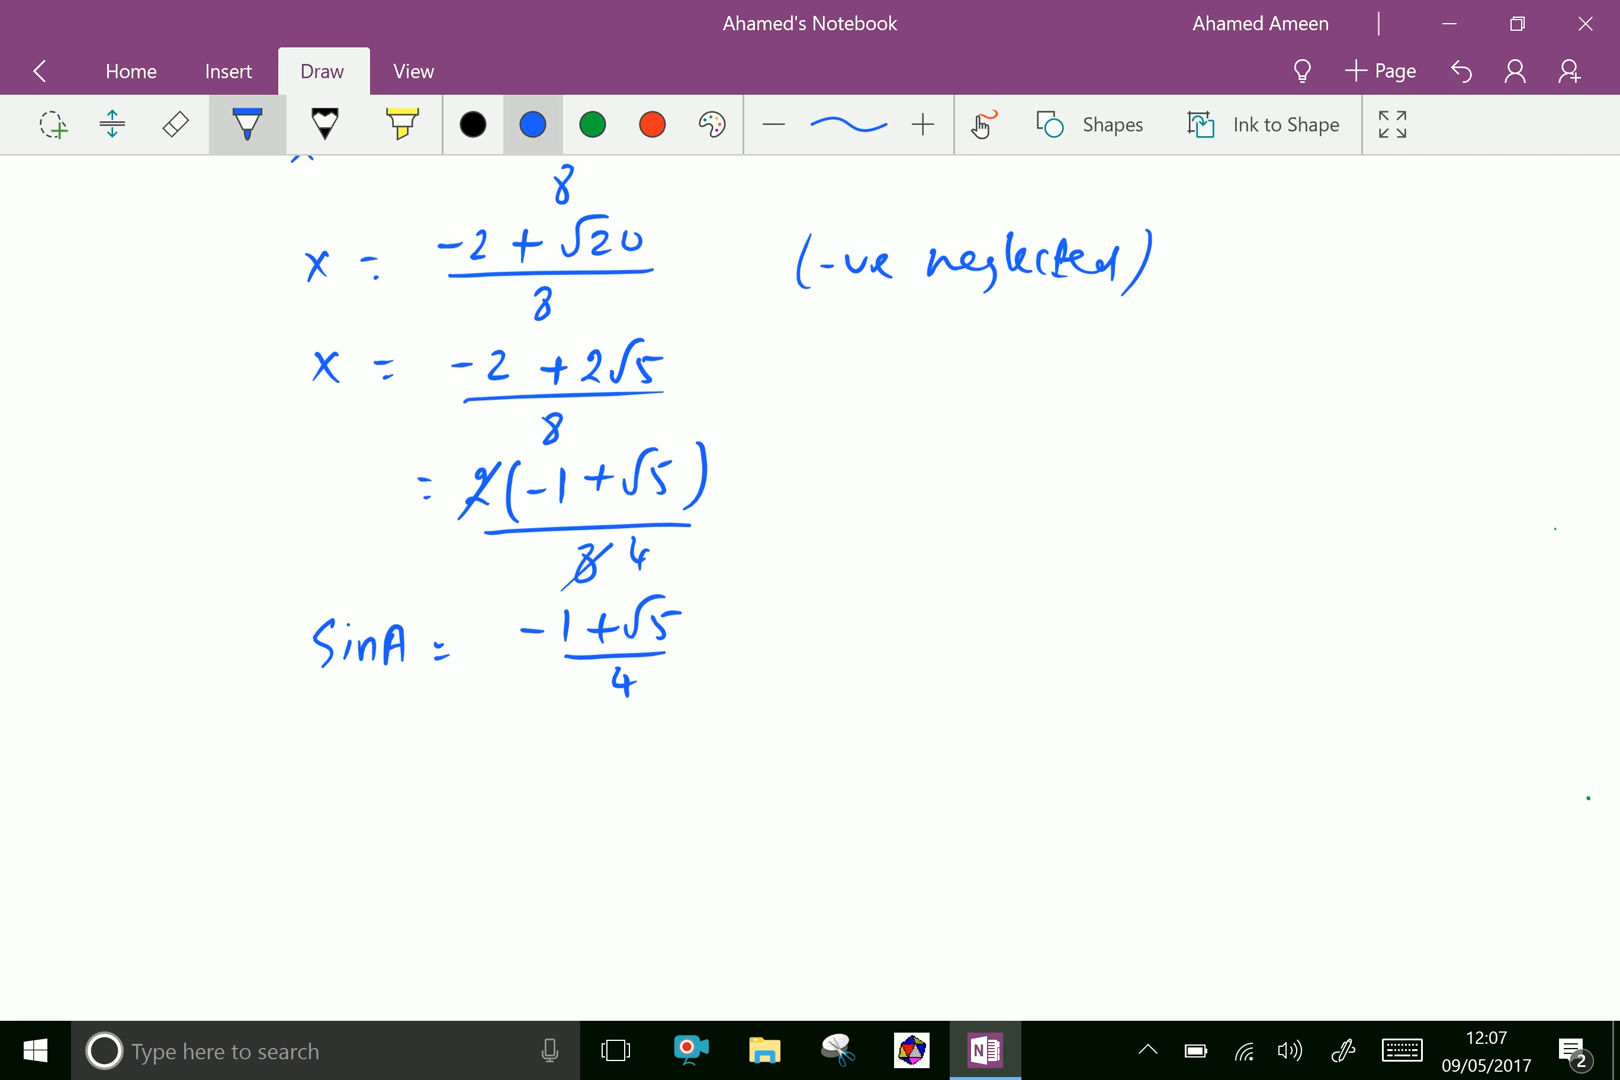 Ahamed's Notebook
Ahamed Ameen
Home Insert Draw View
Page
Shapes
Ink to Shape
8
x = -2 + √20 (-ve neglected)
8
x = -2 + 2√5
8
= 2(-1 + √5)
8 4
SinA = -1 + √5
4
Type here to search
N
12:07
09/05/2017
2